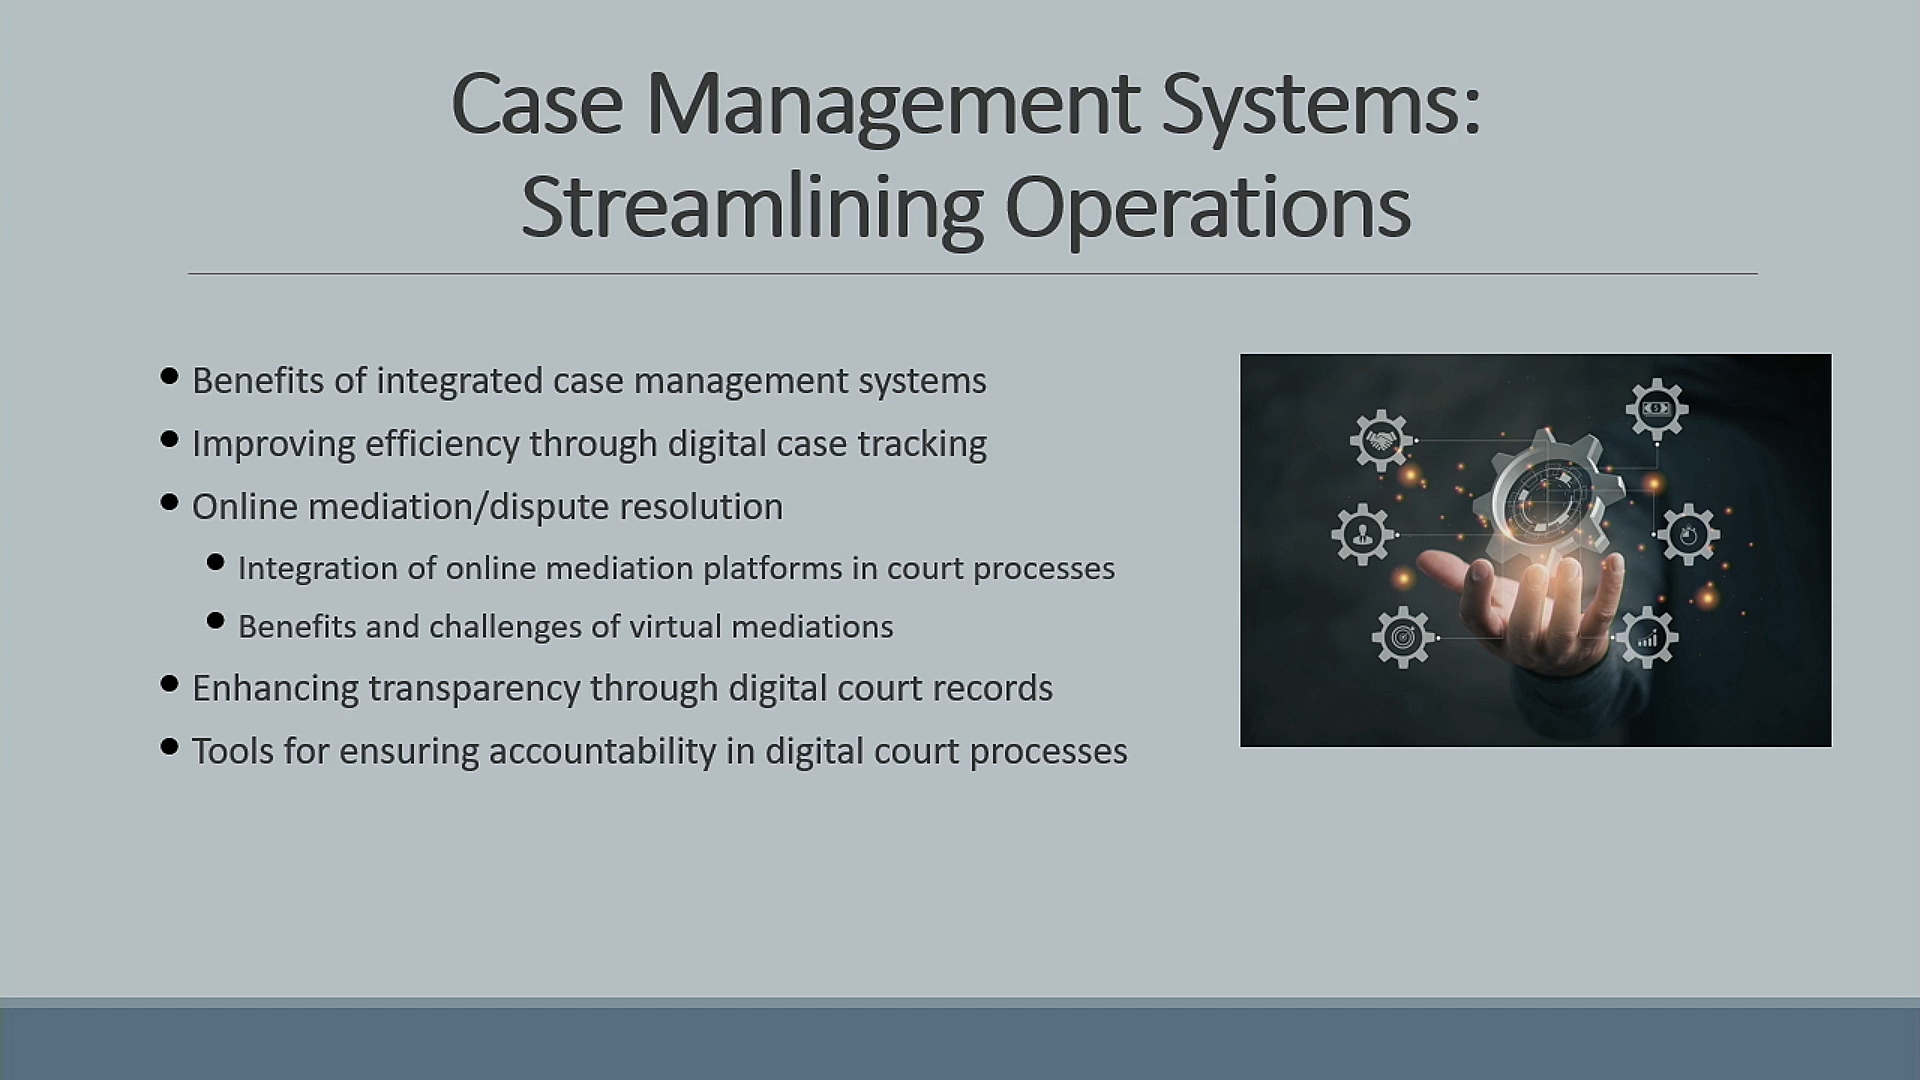 Case Management Systems:
Streamlining Operations
Benefits of integrated case management systems
Improving efficiency through digital case tracking
Online mediation/dispute resolution
Integration of online mediation platforms in court processes
Benefits and challenges of virtual mediations
Enhancing transparency through digital court records
Tools for ensuring accountability in digital court processes